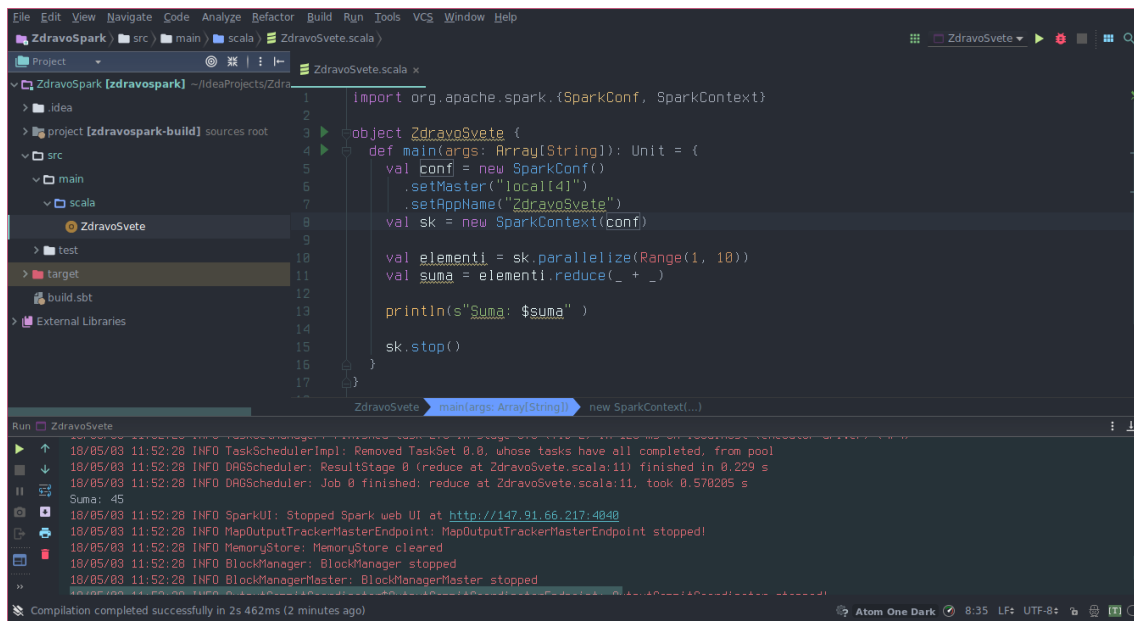 File Edit View Navigate Code Analyze Refactor Build Run Tools VCS Window Help
ZdravoSpark src main scala ZdravoSvete.scala
ZdravoSvete
Project
ZdravoSvete.scala ×
ZdravoSpark [zdravospark] ~/IdeaProjects/Zdra
.idea
project [zdravospark-build] sources root
src
main
scala
ZdravoSvete
test
target
build.sbt
External Libraries
1 import org.apache.spark.{SparkConf, SparkContext}
2
3 object ZdravoSvete {
4 def main(args: Array[String]): Unit = {
5 val conf = new SparkConf()
6 .setMaster("local[4]")
7 .setAppName("ZdravoSvete")
8 val sk = new SparkContext(conf)
9
10 val elementi = sk.parallelize(Range(1, 10))
11 val suma = elementi.reduce(_ + _)
12
13 println(s"Suma: $suma" )
14
15 sk.stop()
16 }
17 }
ZdravoSvete main(args: Array[String]) new SparkContext(...)
Run ZdravoSvete
18/05/03 11:52:28 INFO TaskSchedulerImpl: Removed TaskSet 0.0, whose tasks have all completed, from pool
18/05/03 11:52:28 INFO DAGScheduler: ResultStage 0 (reduce at ZdravoSvete.scala:11) finished in 0.229 s
18/05/03 11:52:28 INFO DAGScheduler: Job 0 finished: reduce at ZdravoSvete.scala:11, took 0.570205 s
Suma: 45
18/05/03 11:52:28 INFO SparkUI: Stopped Spark web UI at http://147.91.66.217:4040
18/05/03 11:52:28 INFO MapOutputTrackerMasterEndpoint: MapOutputTrackerMasterEndpoint stopped!
18/05/03 11:52:28 INFO MemoryStore: MemoryStore cleared
18/05/03 11:52:28 INFO BlockManager: BlockManager stopped
18/05/03 11:52:28 INFO BlockManagerMaster: BlockManagerMaster stopped
Compilation completed successfully in 2s 462ms (2 minutes ago)
Atom One Dark 8:35 LF UTF-8